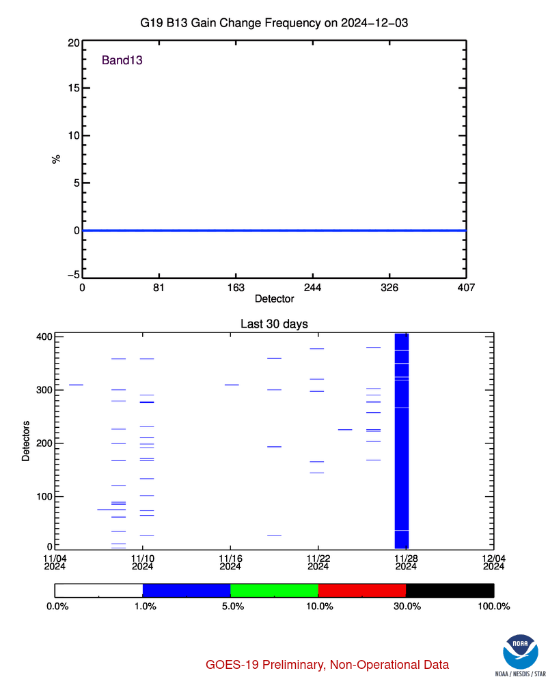 G19 B13 Gain Change Frequency on 2024-12-03
20
Band13
15
10
%
5
0
-5
0 81 163 244 326 407
Detector
Last 30 days
400
300
Detectors
200
100
0
11/04 11/10 11/16 11/22 11/28 12/04
2024 2024 2024 2024 2024 2024
0.0% 1.0% 5.0% 10.0% 30.0% 100.0%
NOAA
GOES-19 Preliminary, Non-Operational Data
NOAA / NESDIS / STAR